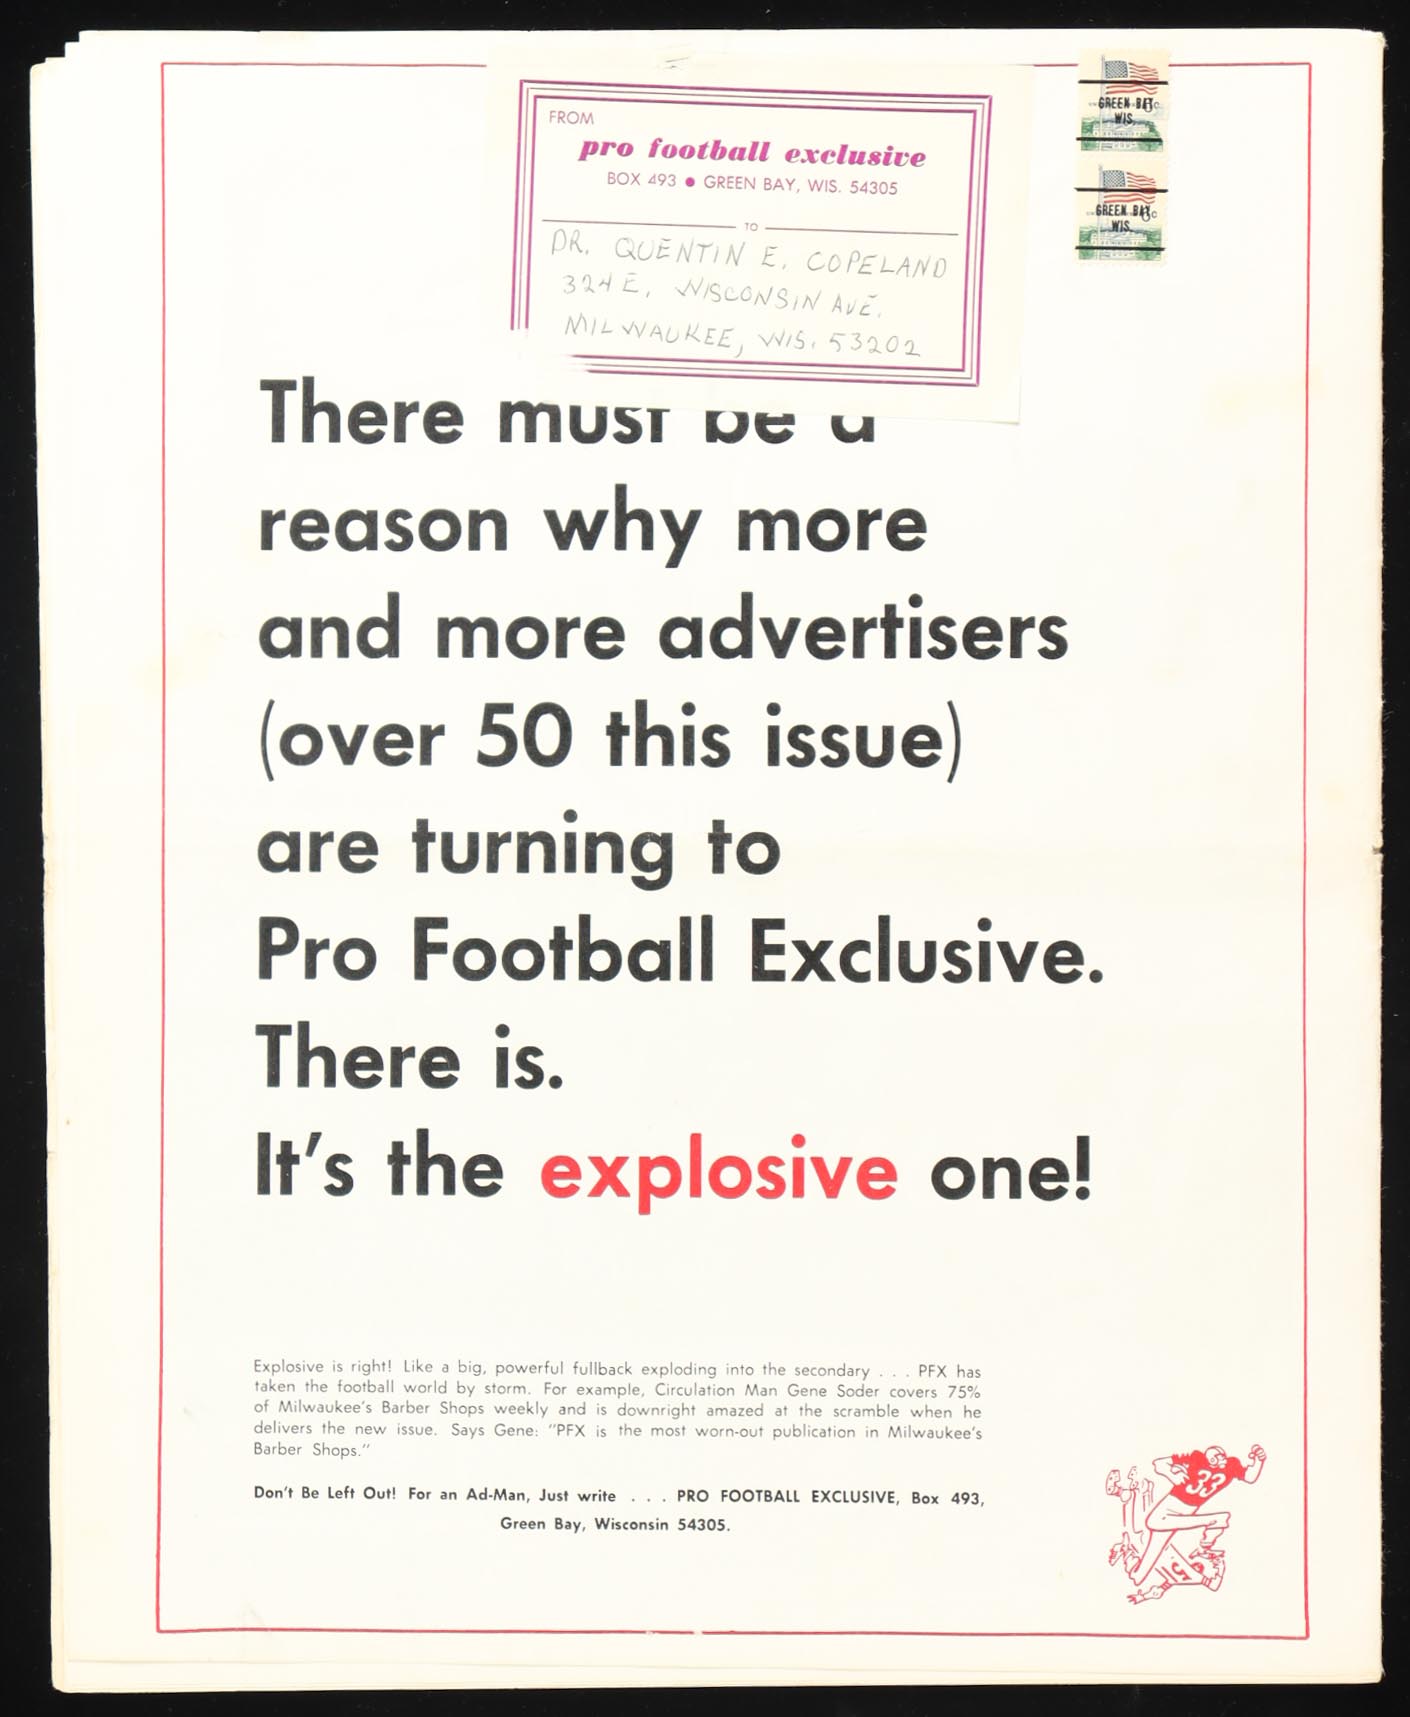 FROM
pro football exclusive
BOX 493 ● GREEN BAY, WIS. 54305
TO
DR. QUENTIN E. COPELAND
324 E. WISCONSIN AVE.
MILWAUKEE, WIS. 53202
GREEN BAY
WIS.
6c
GREEN BAY
WIS.
6c
There must be a
reason why more
and more advertisers
(over 50 this issue)
are turning to
Pro Football Exclusive.
There is.
It's the explosive one!
Explosive is right! Like a big, powerful fullback exploding into the secondary . . . PFX has
taken the football world by storm. For example, Circulation Man Gene Soder covers 75%
of Milwaukee's Barber Shops weekly and is downright amazed at the scramble when he
delivers the new issue. Says Gene: "PFX is the most worn-out publication in Milwaukee's
Barber Shops."
Don't Be Left Out! For an Ad-Man, Just write . . . PRO FOOTBALL EXCLUSIVE, Box 493,
Green Bay, Wisconsin 54305.
33